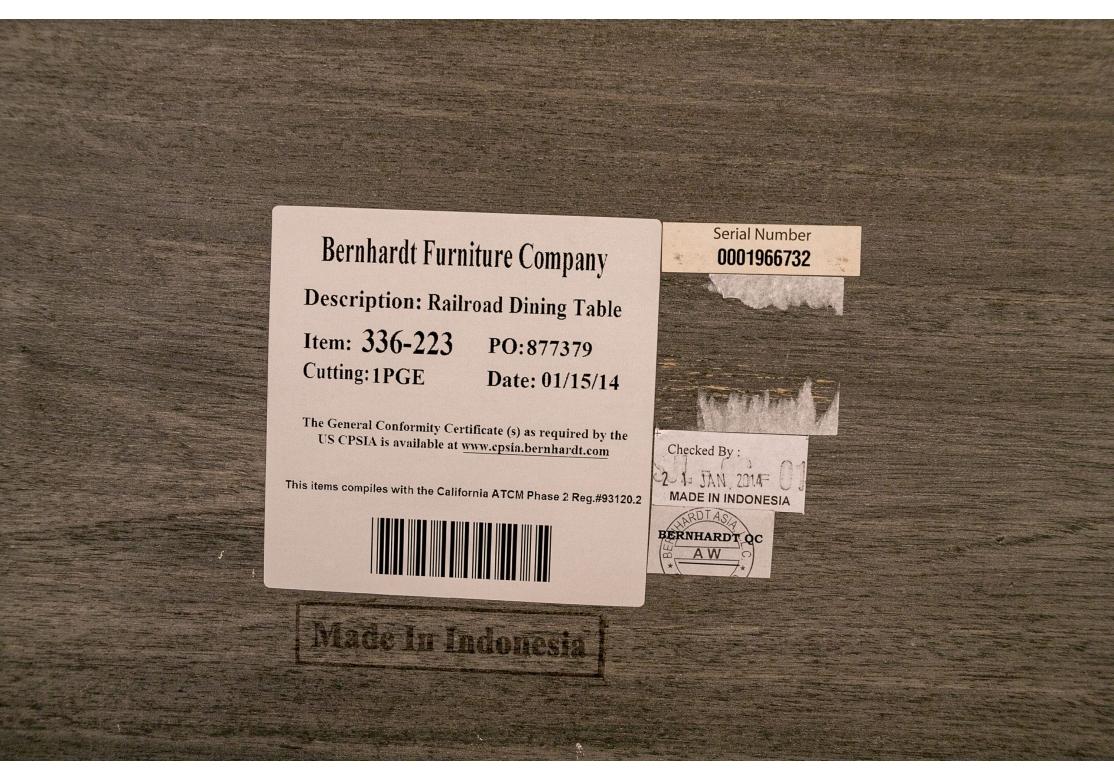 Bernhardt Furniture Company
Description: Railroad Dining Table
Item: 336-223 PO:877379
Cutting:1PGE Date: 01/15/14
The General Conformity Certificate (s) as required by the
US CPSIA is available at www.cpsia.bernhardt.com
This items compiles with the California ATCM Phase 2 Reg.#93120.2
Made In Indonesia
Serial Number
0001966732
Checked By :
21 JAN 2014
MADE IN INDONESIA
BERNHARDT ASIA,
BERNHARDT QC
AW